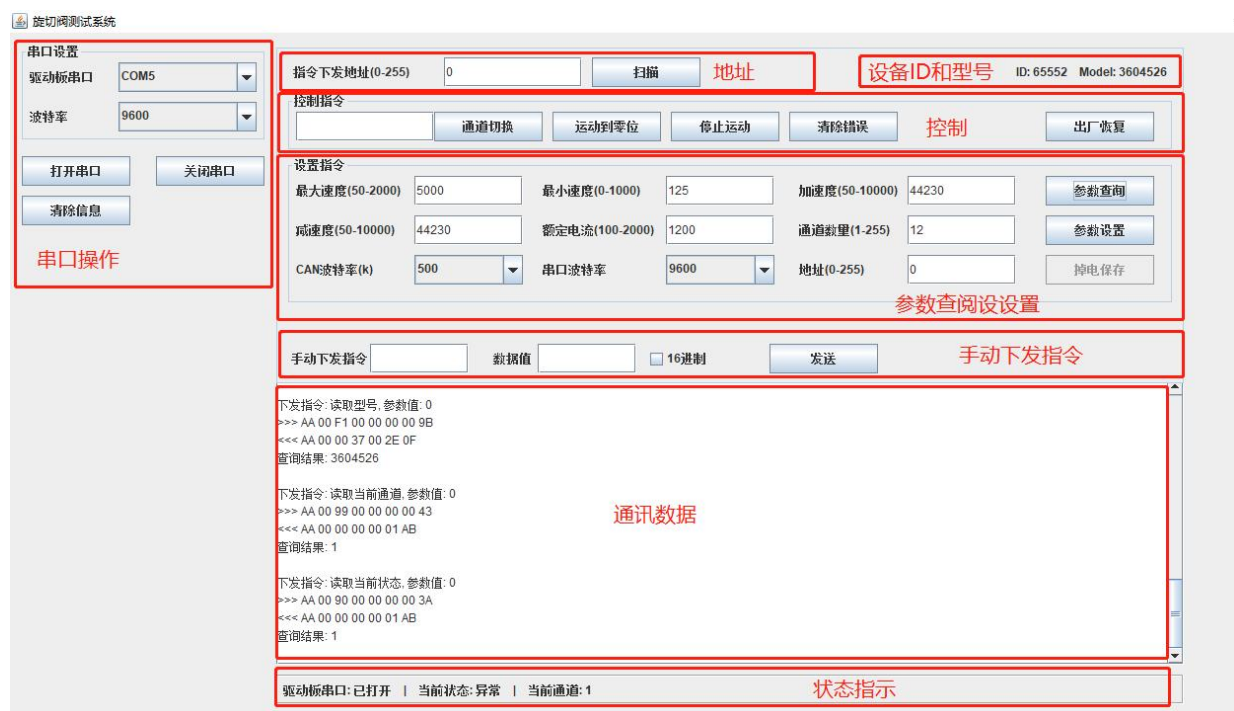 旋切阀测试系统
串口设置
驱动板串口 COM5
波特率 9600
打开串口 关闭串口
清除信息
串口操作
指令下发地址(0-255) 0 扫描 地址
设备ID和型号 ID: 65552 Model: 3604526
控制指令
通道切换 运动到零位 停止运动 清除错误 控制 出厂恢复
设置指令
最大速度(50-2000) 5000 最小速度(0-1000) 125 加速度(50-10000) 44230 参数查询
减速度(50-10000) 44230 额定电流(100-2000) 1200 通道数量(1-255) 12 参数设置
CAN波特率(k) 500 串口波特率 9600 地址(0-255) 0 掉电保存
参数查阅设设置
手动下发指令 数据值 16进制 发送 手动下发指令
下发指令: 读取型号, 参数值: 0
>>> AA 00 F1 00 00 00 00 9B
<<< AA 00 00 37 00 2E 0F
查询结果: 3604526
下发指令: 读取当前通道, 参数值: 0
>>> AA 00 99 00 00 00 00 43
<<< AA 00 00 00 00 01 AB
查询结果: 1
通讯数据
下发指令: 读取当前状态, 参数值: 0
>>> AA 00 90 00 00 00 00 3A
<<< AA 00 00 00 00 01 AB
查询结果: 1
驱动板串口: 已打开 | 当前状态: 异常 | 当前通道: 1 状态指示